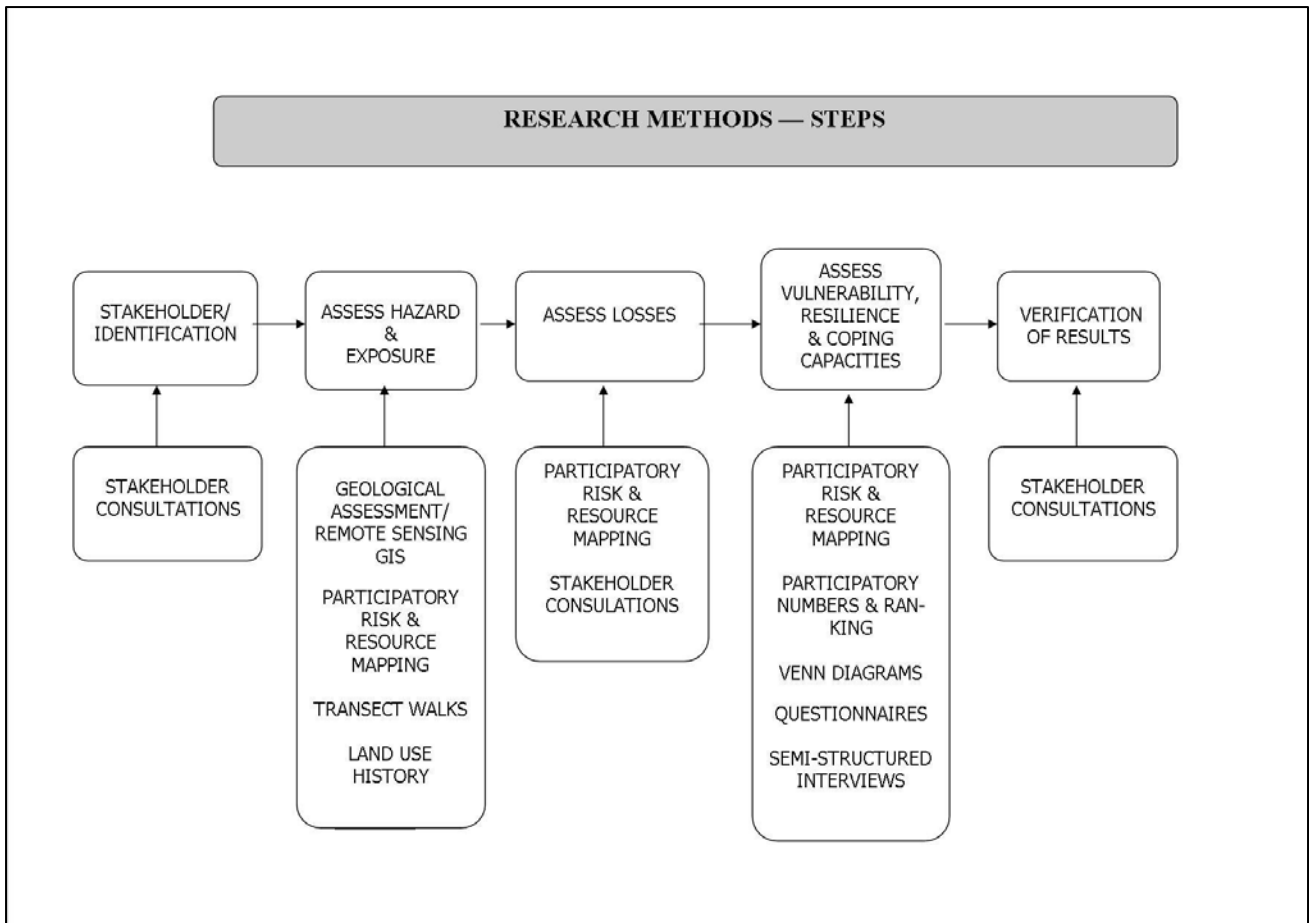 RESEARCH METHODS — STEPS
STAKEHOLDER/
IDENTIFICATION
ASSESS HAZARD
&
EXPOSURE
ASSESS LOSSES
ASSESS
VULNERABILITY,
RESILIENCE
& COPING
CAPACITIES
VERIFICATION
OF RESULTS
STAKEHOLDER
CONSULTATIONS
GEOLOGICAL
ASSESSMENT/
REMOTE SENSING
GIS
PARTICIPATORY
RISK &
RESOURCE
MAPPING
TRANSECT WALKS
LAND USE
HISTORY
PARTICIPATORY
RISK &
RESOURCE
MAPPING
STAKEHOLDER
CONSULATIONS
PARTICIPATORY
RISK &
RESOURCE
MAPPING
PARTICIPATORY
NUMBERS & RAN-
KING
VENN DIAGRAMS
QUESTIONNAIRES
SEMI-STRUCTURED
INTERVIEWS
STAKEHOLDER
CONSULTATIONS